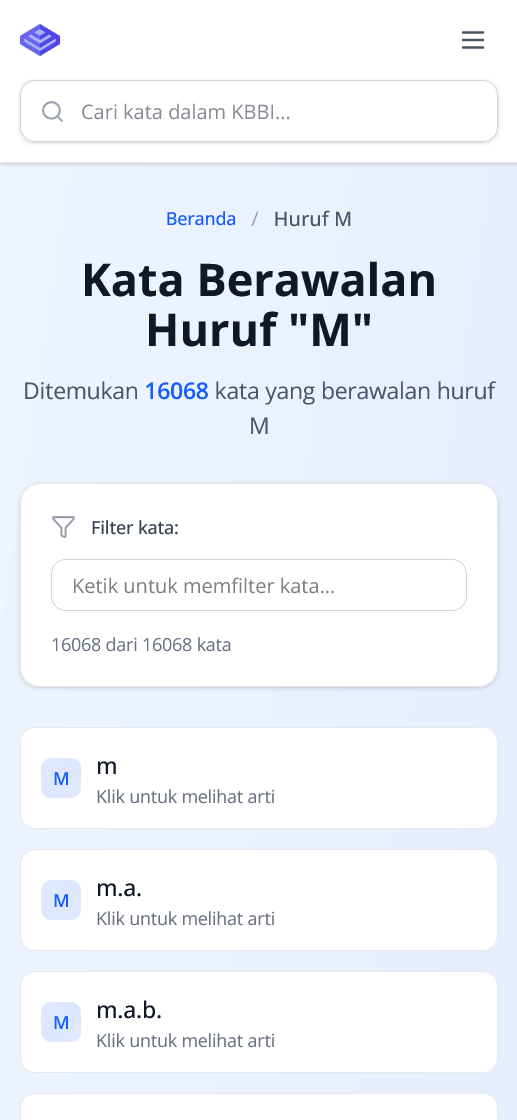 Cari kata dalam KBBI...
Beranda / Huruf M
Kata Berawalan
Huruf "M"
Ditemukan 16068 kata yang berawalan huruf
M
Filter kata:
Ketik untuk memfilter kata...
16068 dari 16068 kata
M
m
Klik untuk melihat arti
M
m.a.
Klik untuk melihat arti
M
m.a.b.
Klik untuk melihat arti